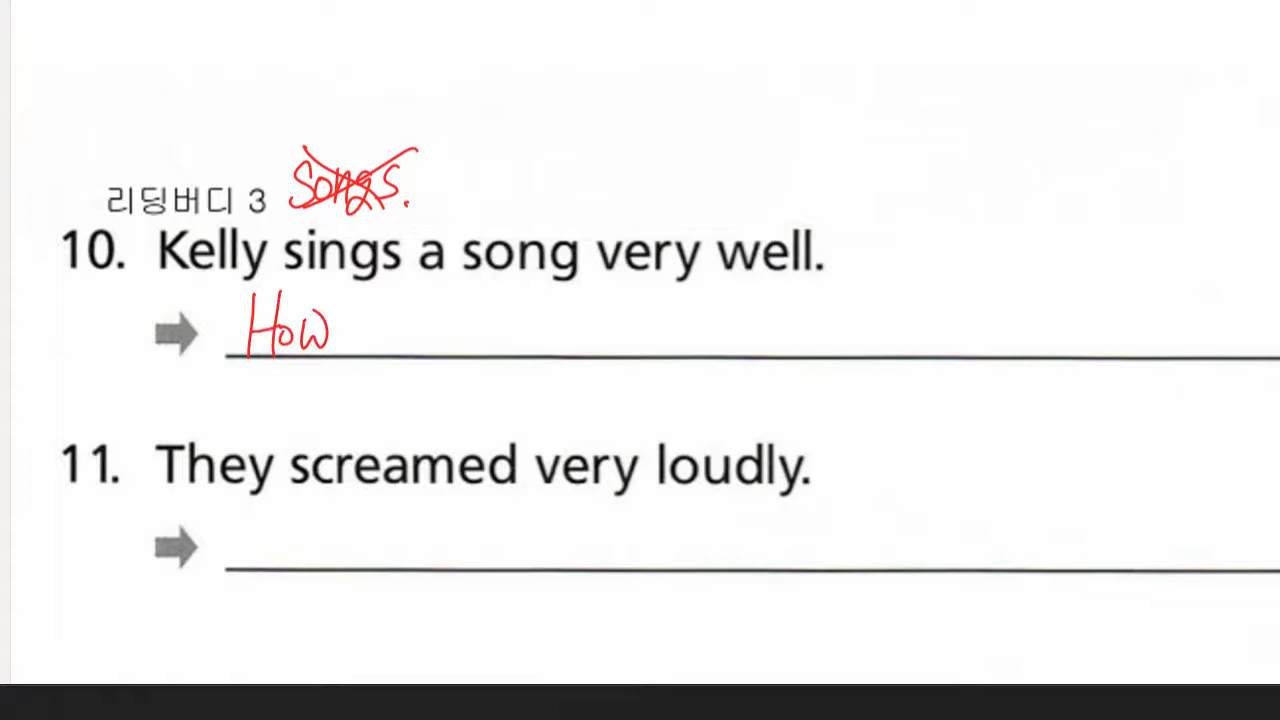 리딩버디 3 songs.
10. Kelly sings a song very well.
How
11. They screamed very loudly.